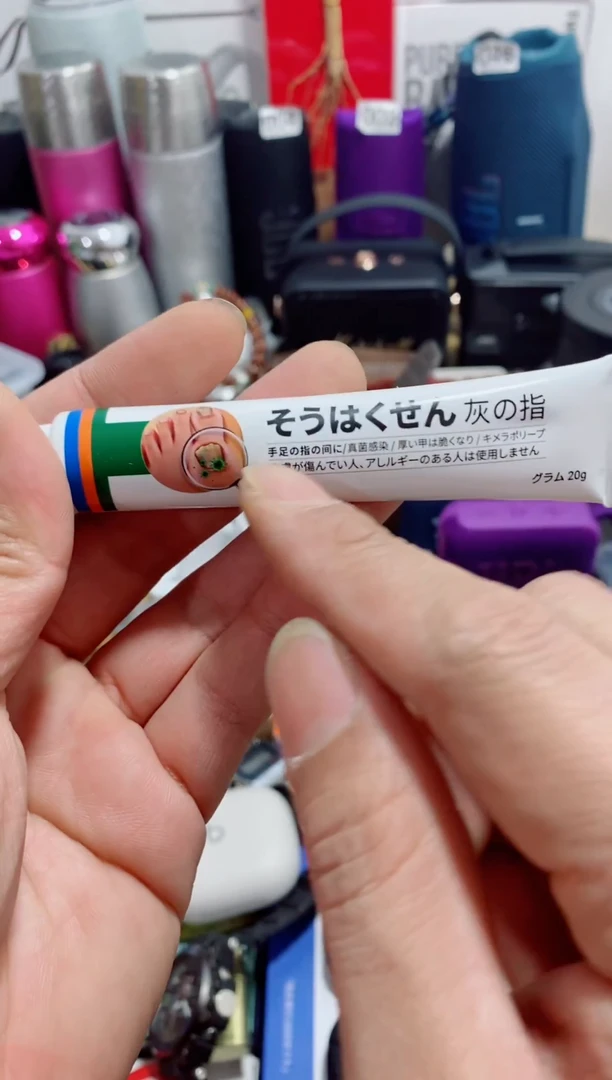 PURE
そうはくせん 灰の指
手足の指の間に/真菌感染/厚い甲は脆くなり/キメラポリープ
が傷んでい人、アレルギーのある人は使用しません
グラム 20g